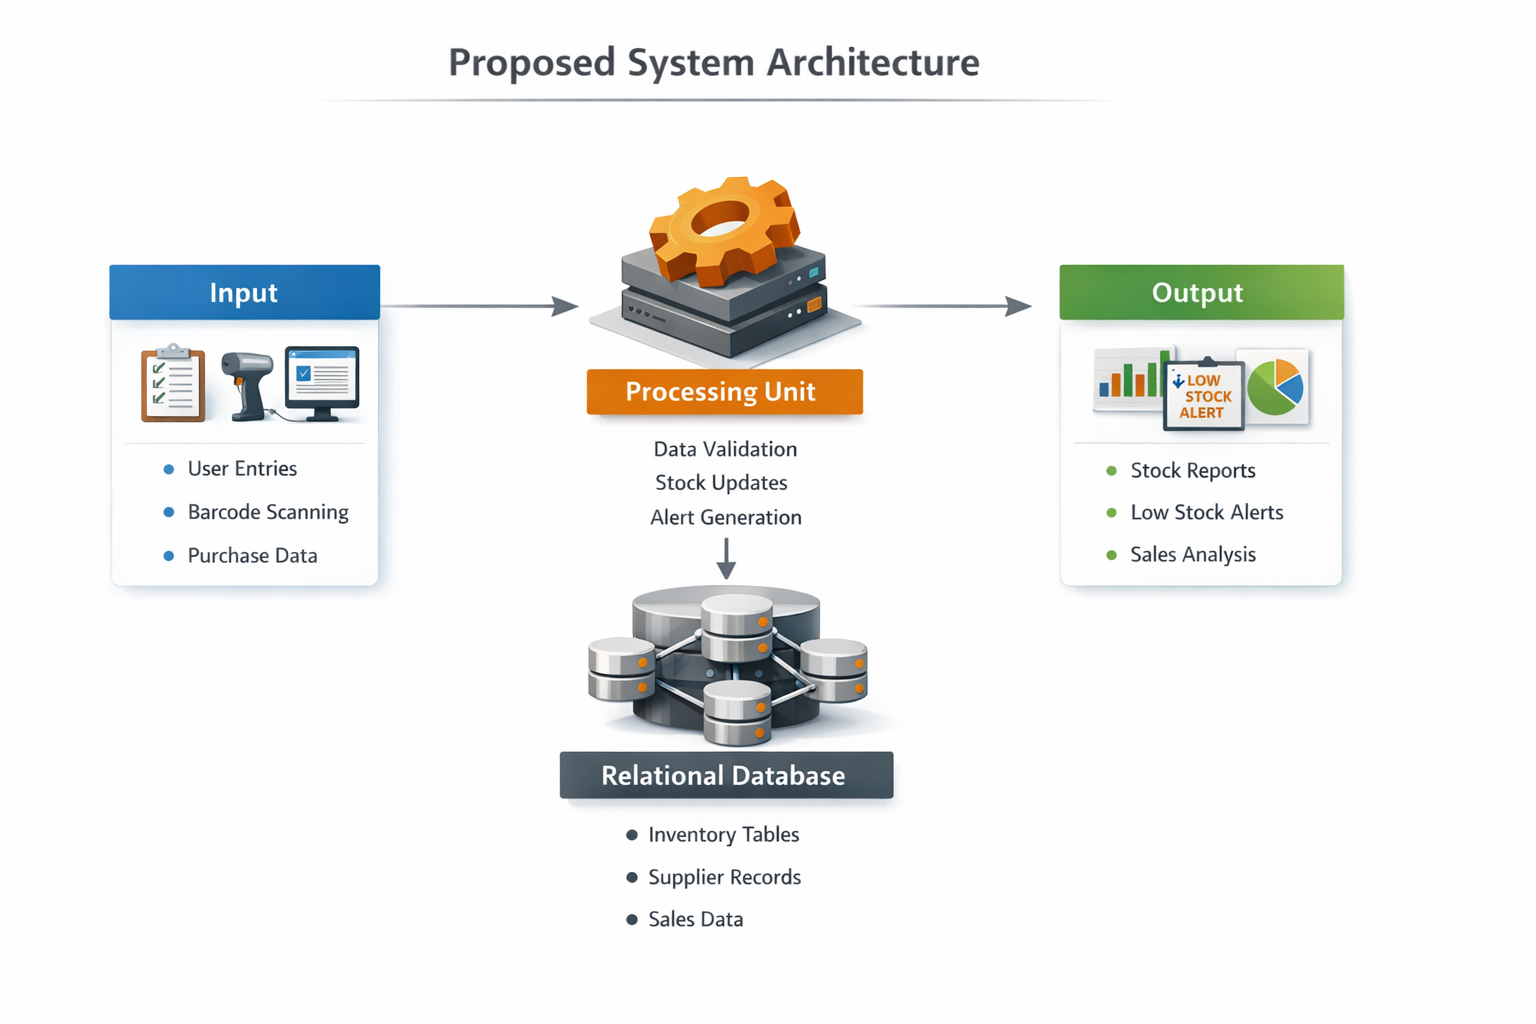 Proposed System Architecture
Input
User Entries
Barcode Scanning
Purchase Data
Processing Unit
Data Validation
Stock Updates
Alert Generation
Relational Database
Inventory Tables
Supplier Records
Sales Data
Output
LOW
STOCK
ALERT
Stock Reports
Low Stock Alerts
Sales Analysis